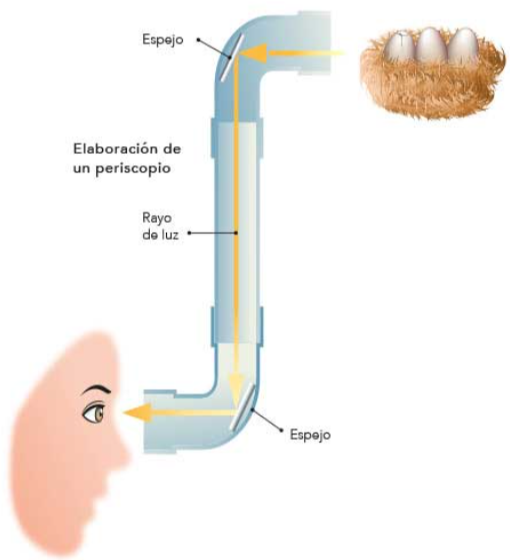 Espejo
Elaboración de
un periscopio
Rayo
de luz
Espejo